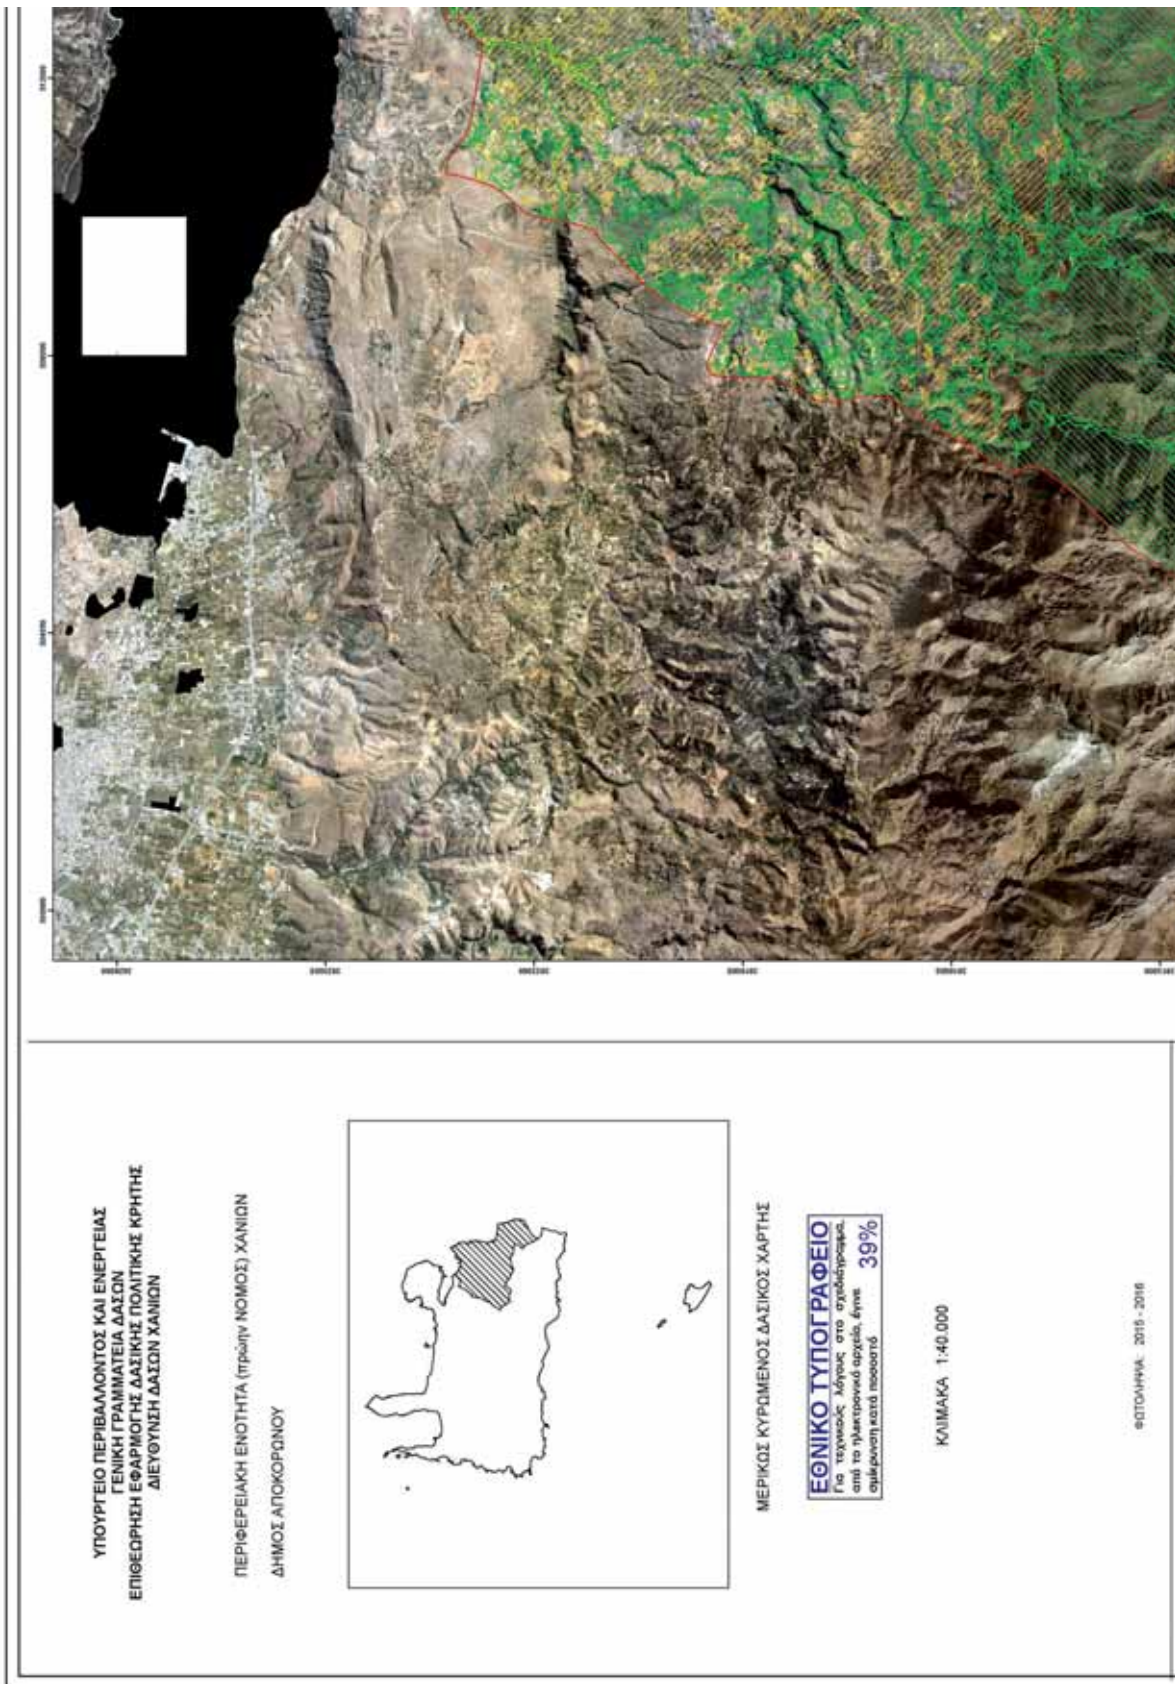 ΥΠΟΥΡΓΕΙΟ ΠΕΡΙΒΑΛΛΟΝΤΟΣ ΚΑΙ ΕΝΕΡΓΕΙΑΣ
ΓΕΝΙΚΗ ΓΡΑΜΜΑΤΕΙΑ ΔΑΣΩΝ
ΕΠΙΘΕΩΡΗΣΗ ΕΦΑΡΜΟΓΗΣ ΔΑΣΙΚΗΣ ΠΟΛΙΤΙΚΗΣ ΚΡΗΤΗΣ
ΔΙΕΥΘΥΝΣΗ ΔΑΣΩΝ ΧΑΝΙΩΝ
ΠΕΡΙΦΕΡΕΙΑΚΗ ΕΝΟΤΗΤΑ (πρώην ΝΟΜΟΣ) ΧΑΝΙΩΝ
ΔΗΜΟΣ ΑΠΟΚΟΡΩΝΟΥ
ΜΕΡΙΚΩΣ ΚΥΡΩΜΕΝΟΣ ΔΑΣΙΚΟΣ ΧΑΡΤΗΣ
ΕΘΝΙΚΟ ΤΥΠΟΓΡΑΦΕΙΟ
Για τεχνικούς λόγους στο σχεδιάγραμμα,
από το ηλεκτρονικό αρχείο, έγινε
σμίκρυνση κατά ποσοστό 39%
ΚΛΙΜΑΚΑ 1:40.000
ΦΩΤΟΛΗΨΙΑ: 2015 - 2016